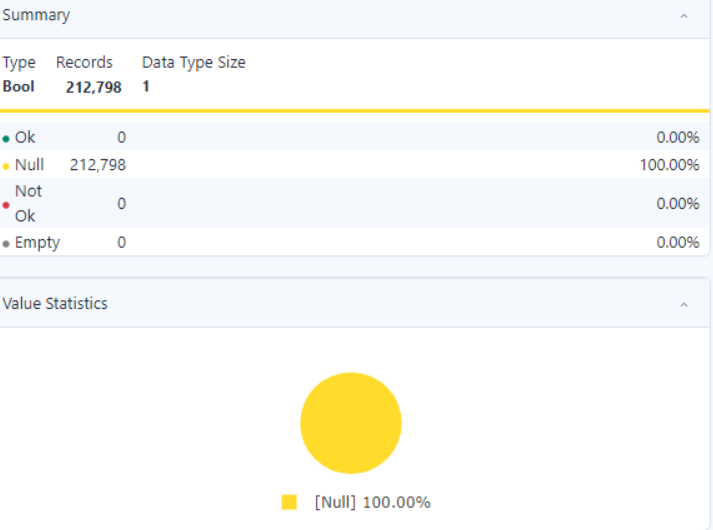 Summary
Type Records Data Type Size
Bool 212,798 1
Ok 0 0.00%
Null 212,798 100.00%
Not
Ok 0 0.00%
Empty 0 0.00%
Value Statistics
[Null] 100.00%